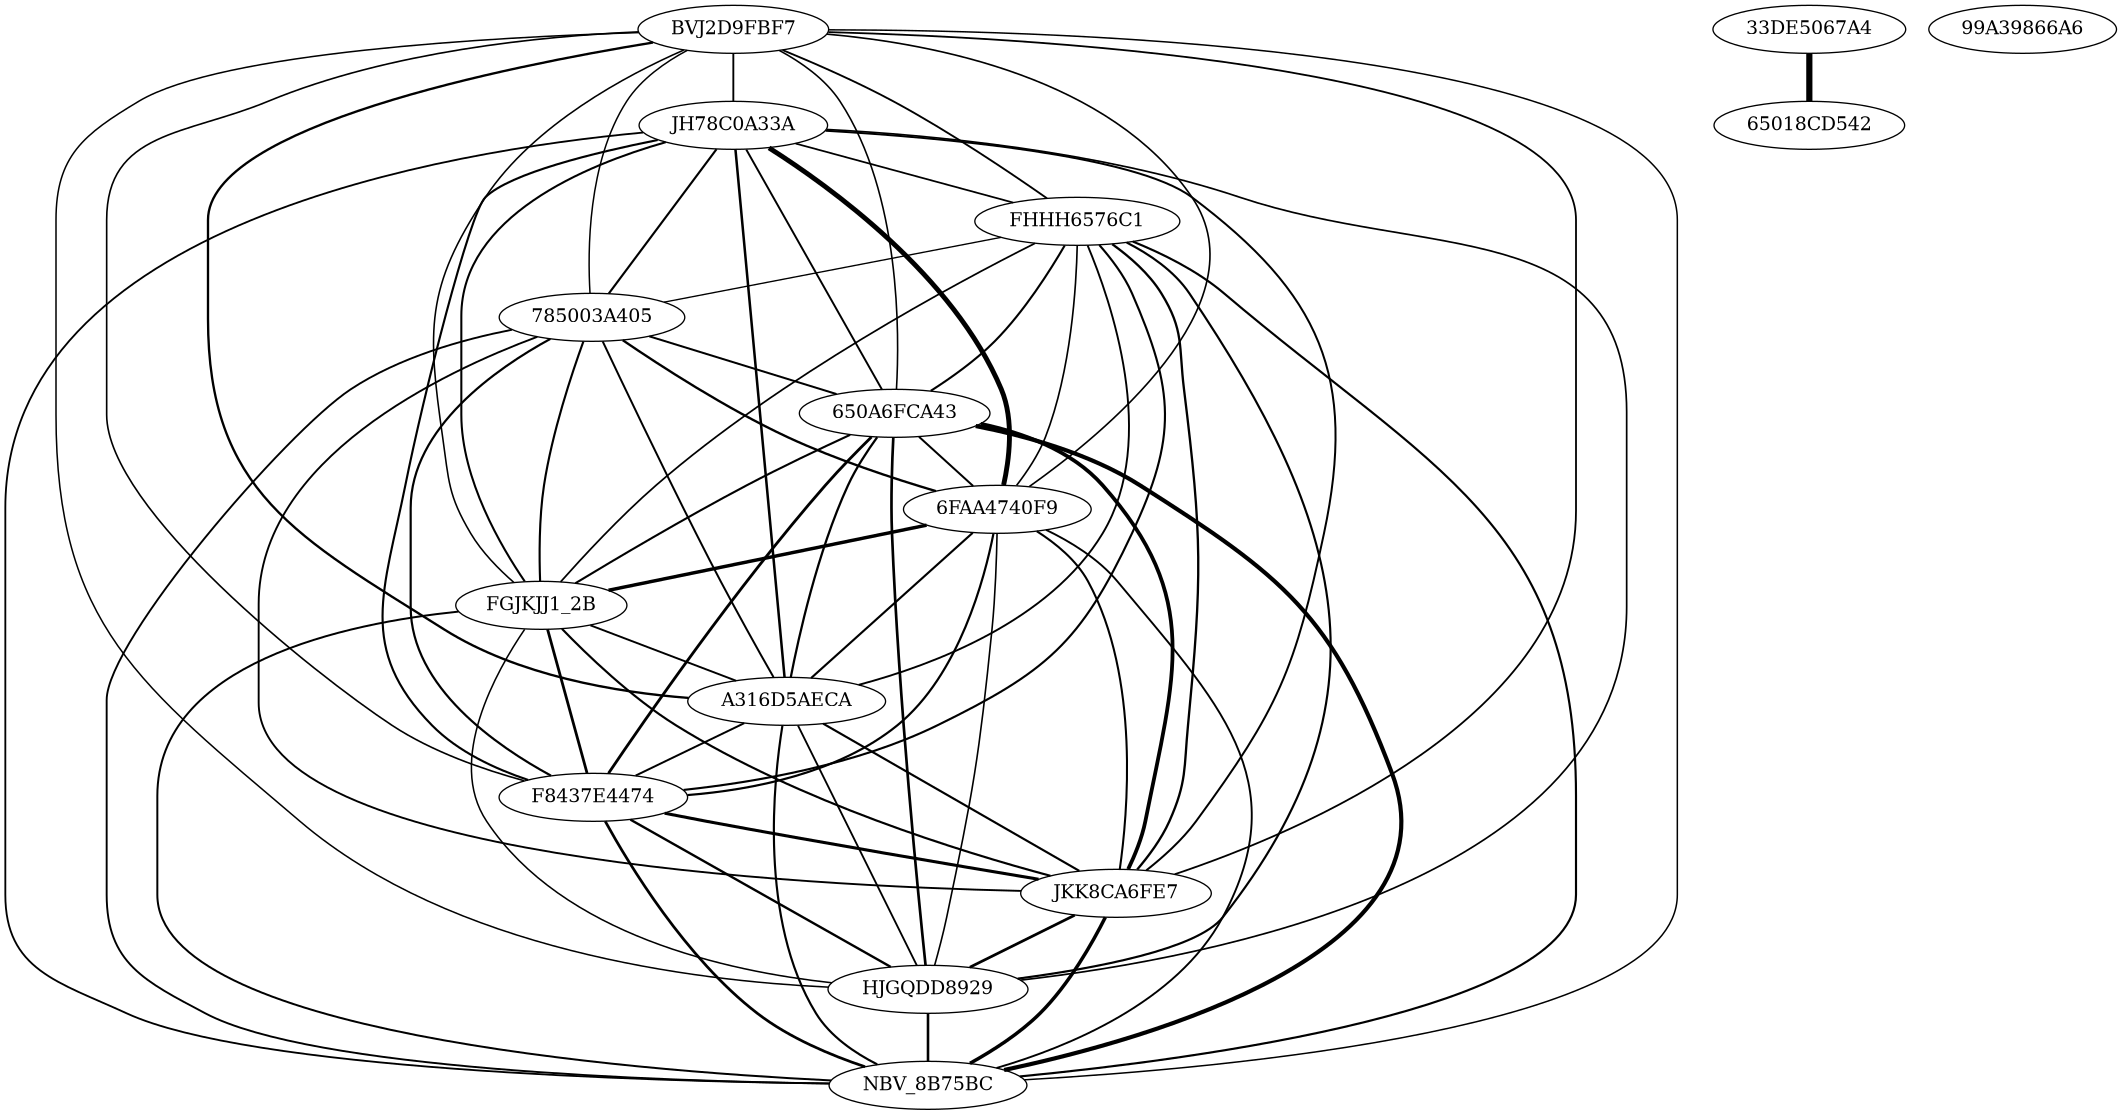 BVJ2D9FBF7
33DE5067A4
99A39866A6
JH78C0A33A
65018CD542
FHHH6576C1
785003A405
650A6FCA43
6FAA4740F9
FGJKJJ1_2B
A316D5AECA
F8437E4474
JKK8CA6FE7
HJGQDD8929
NBV_8B75BC